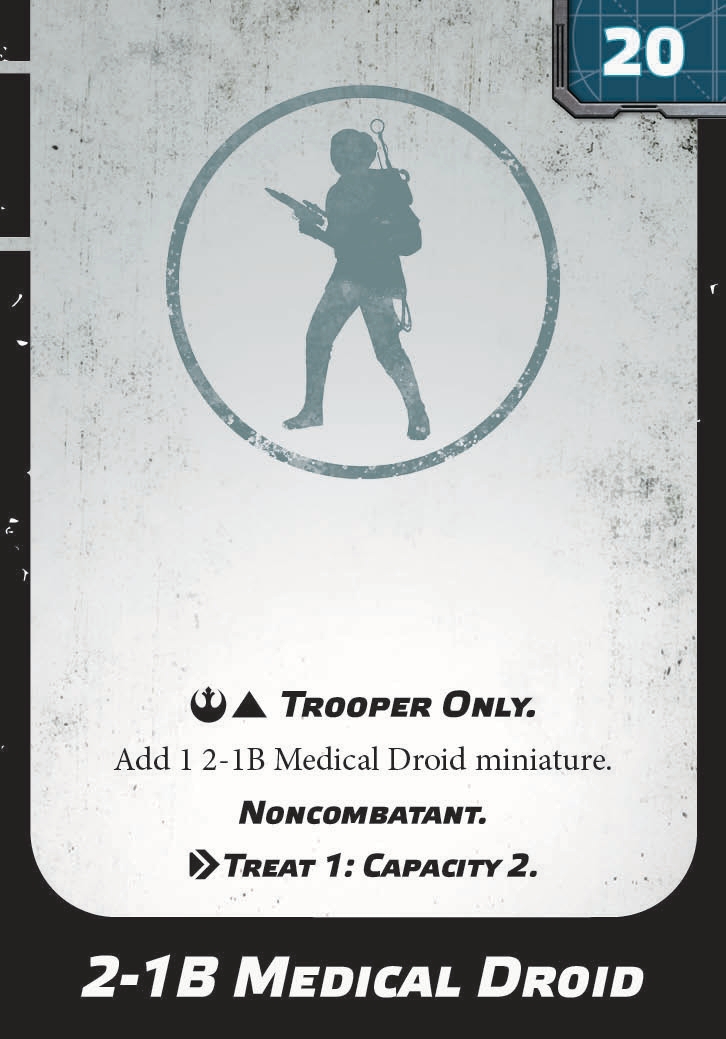 20
Trooper Only.
Add 1 2-1B Medical Droid miniature.
Noncombatant.
Treat 1: Capacity 2.
2-1B Medical Droid